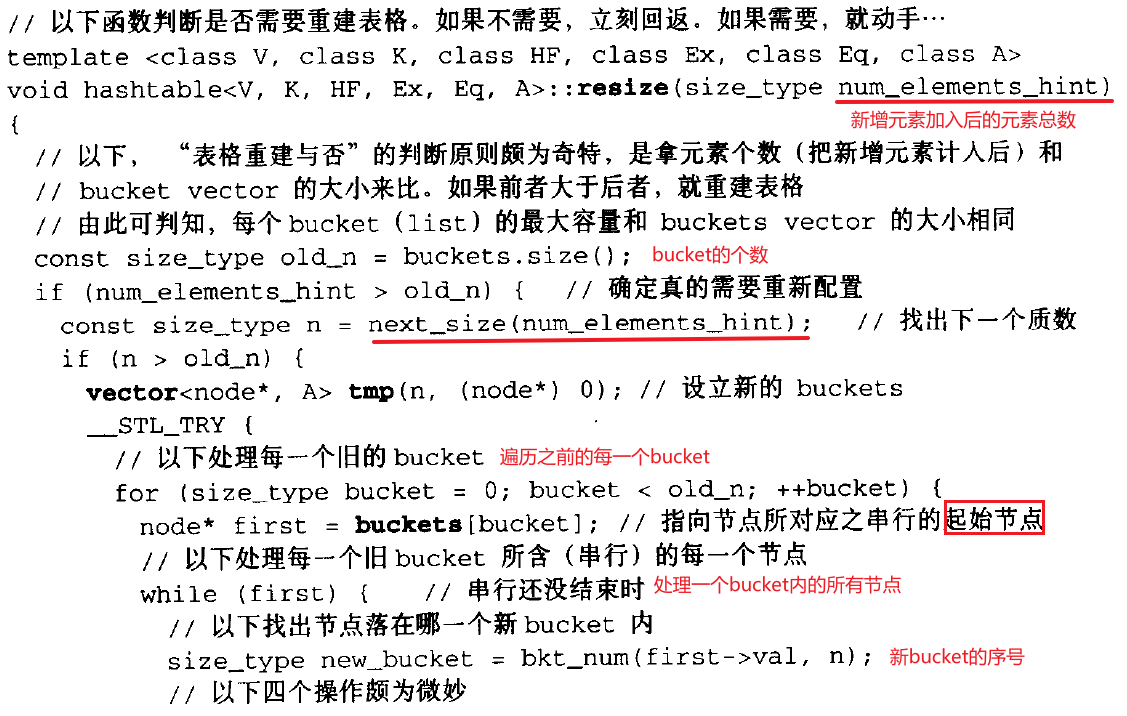 // 以下函数判断是否需要重建表格。如果不需要，立刻回返。如果需要，就动手…
template <class V, class K, class HF, class Ex, class Eq, class A>
void hashtable<V, K, HF, Ex, Eq, A>::resize(size_type num_elements_hint)
新增元素加入后的元素总数
{
// 以下， “表格重建与否”的判断原则颇为奇特，是拿元素个数（把新增元素计人后）和
// bucket vector 的大小来比。如果前者大于后者，就重建表格
// 由此可判知，每个 bucket（list）的最大容量和 buckets vector 的大小相同
const size_type old_n = buckets.size(); bucket的个数
if (num_elements_hint > old_n) { // 确定真的需要重新配置
const size_type n = next_size(num_elements_hint); // 找出下一个质数
if (n > old_n) {
vector<node*, A> tmp(n, (node*) 0); // 设立新的 buckets
__STL_TRY {
// 以下处理每一个旧的 bucket 遍历之前的每一个bucket
for (size_type bucket = 0; bucket < old_n; ++bucket) {
node* first = buckets[bucket]; // 指向节点所对应之串行的起始节点
// 以下处理每一个旧 bucket 所含（串行）的每一个节点
while (first) { // 串行还没结束时 处理一个bucket内的所有节点
// 以下找出节点落在哪一个新 bucket 内
size_type new_bucket = bkt_num(first->val, n); 新bucket的序号
// 以下四个操作颇为微妙